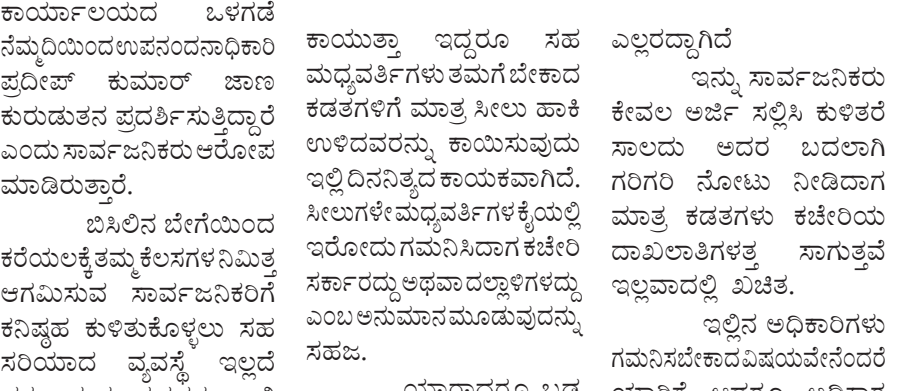 ಕಾರ್ಯಾಲಯದ ಒಳಗಡೆ
ನೆಮ್ಮದಿಯಿಂದ ಉಪನಂದನಾಧಿಕಾರಿ
ಪ್ರದೀಪ್ ಕುಮಾರ್ ಜಾಣ
ಕುರುಡುತನ ಪ್ರದರ್ಶಿಸುತ್ತಿದ್ದಾರೆ
ಎಂದು ಸಾರ್ವಜನಿಕರು ಆರೋಪ
ಮಾಡಿರುತ್ತಾರೆ.
ಬಿಸಿಲಿನ ಬೇಗೆಯಿಂದ
ಕರೆಯಲಕ್ಕೆ ತಮ್ಮ ಕೆಲಸಗಳ ನಿಮಿತ್ತ
ಆಗಮಿಸುವ ಸಾರ್ವಜನಿಕರಿಗೆ
ಕನಿಷ್ಠಹ ಕುಳಿತುಕೊಳ್ಳಲು ಸಹ
ಸರಿಯಾದ ವ್ಯವಸ್ಥೆ ಇಲ್ಲದೆ
ಕಾಯುತ್ತಾ ಇದ್ದರೂ ಸಹ
ಮಧ್ಯವರ್ತಿಗಳು ತಮಗೆ ಬೇಕಾದ
ಕಡತಗಳಿಗೆ ಮಾತ್ರ ಸೀಲು ಹಾಕಿ
ಉಳಿದವರನ್ನು ಕಾಯಿಸುವುದು
ಇಲ್ಲಿ ದಿನನಿತ್ಯದ ಕಾಯಕವಾಗಿದೆ.
ಸೀಲುಗಳೇ ಮಧ್ಯವರ್ತಿಗಳ ಕೈಯಲ್ಲಿ
ಇರೋದು ಗಮನಿಸಿದಾಗ ಕಚೇರಿ
ಸರ್ಕಾರದ್ದು ಅಥವಾ ದಲ್ಲಾಳಿಗಳದ್ದು
ಎಂಬ ಅನುಮಾನ ಮೂಡುವುದನ್ನು
ಸಹಜ.
ಎಲ್ಲರದ್ದಾಗಿದೆ
ಇನ್ನು ಸಾರ್ವಜನಿಕರು
ಕೇವಲ ಅರ್ಜಿ ಸಲ್ಲಿಸಿ ಕುಳಿತರೆ
ಸಾಲದು ಅದರ ಬದಲಾಗಿ
ಗರಿಗರಿ ನೋಟು ನೀಡಿದಾಗ
ಮಾತ್ರ ಕಡತಗಳು ಕಚೇರಿಯ
ದಾಖಲಾತಿಗಳತ್ತ ಸಾಗುತ್ತವೆ
ಇಲ್ಲವಾದಲ್ಲಿ ಖಚಿತ.
ಇಲ್ಲಿನ ಅಧಿಕಾರಿಗಳು
ಗಮನಿಸಬೇಕಾದ ವಿಷಯವೇನೆಂದರೆ